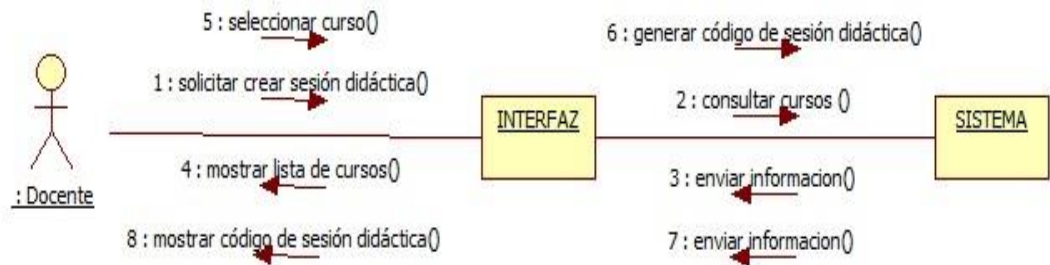 5 : seleccionar curso()
6 : generar código de sesión didáctica()
1 : solicitar crear sesión didáctica()
2 : consultar cursos ()
INTERFAZ
SISTEMA
4 : mostrar lista de cursos()
3 : enviar informacion()
: Docente
8 : mostrar código de sesión didáctica()
7 : enviar informacion()